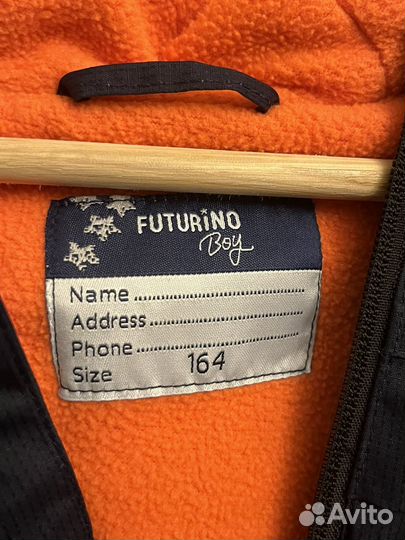 FUTURiNO
Boy
Name..........................
Address.....................
Phone........................
Size 164
Avito